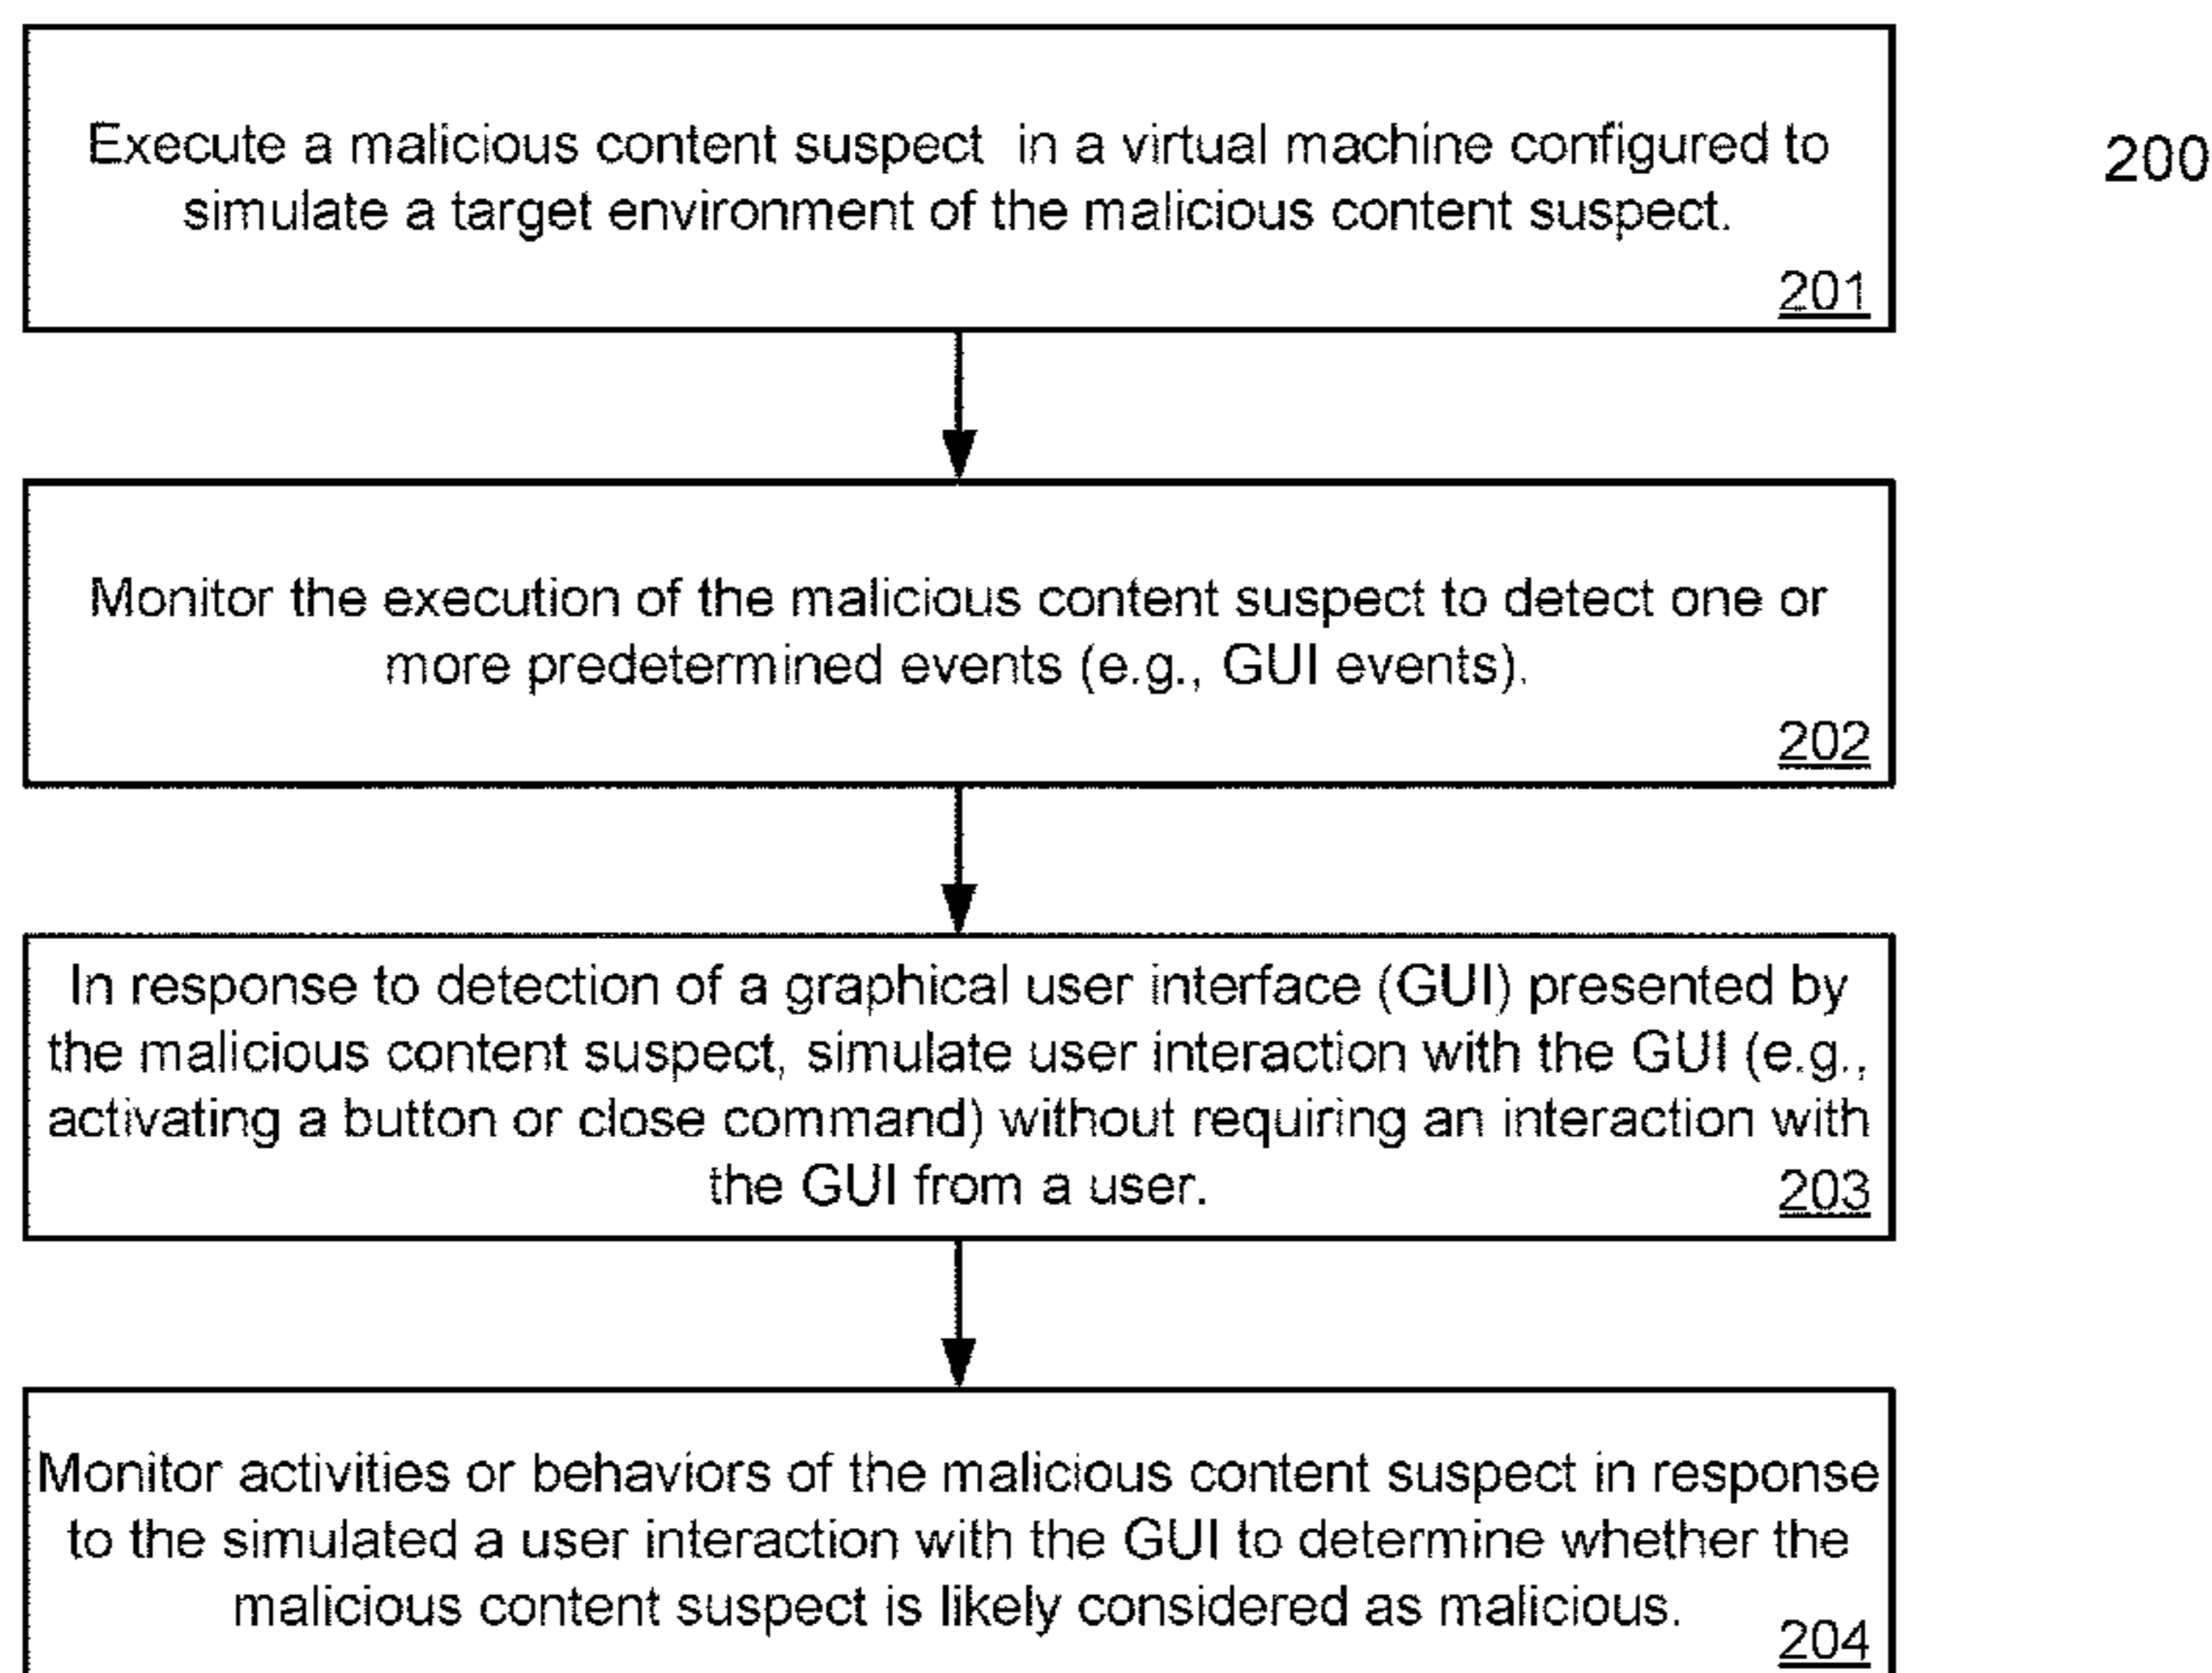 Execute a malicious content suspect in a virtual machine configured to
simulate a target environment of the malicious content suspect.
201
200
Monitor the execution of the malicious content suspect to detect one or
more predetermined events (e.g., GUI events).
202
In response to detection of a graphical user interface (GUI) presented by
the malicious content suspect, simulate user interaction with the GUI (e.g.,
activating a button or close command) without requiring an interaction with
the GUI from a user.
203
Monitor activities or behaviors of the malicious content suspect in response
to the simulated a user interaction with the GUI to determine whether the
malicious content suspect is likely considered as malicious.
204